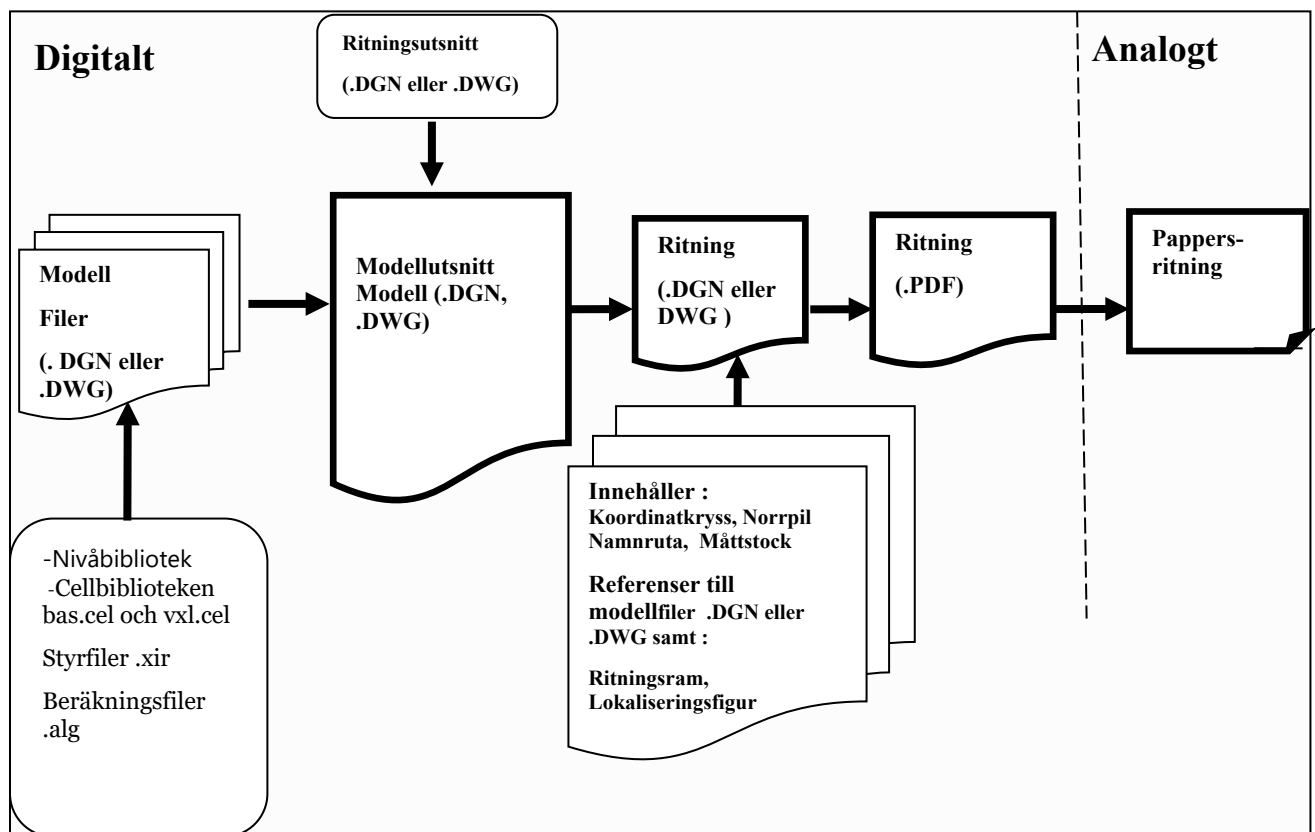 Digitalt
Ritningsutsnitt
(.DGN eller .DWG)
Analogt
Modell
Filer
(. DGN eller
.DWG)
Modellutsnitt
Modell (.DGN,
.DWG)
Ritning
(.DGN eller
DWG )
Ritning
(.PDF)
Pappers-
ritning
-Nivåbibliotek
-Cellbiblioteken
bas.cel och vxl.cel
Styrfiler .xir
Beräkningsfiler
.alg
Innehåller :
Koordinatkryss, Norrpil
Namnruta, Måttstock
Referenser till
modellfiler .DGN eller
.DWG samt :
Ritningsram,
Lokaliseringsfigur